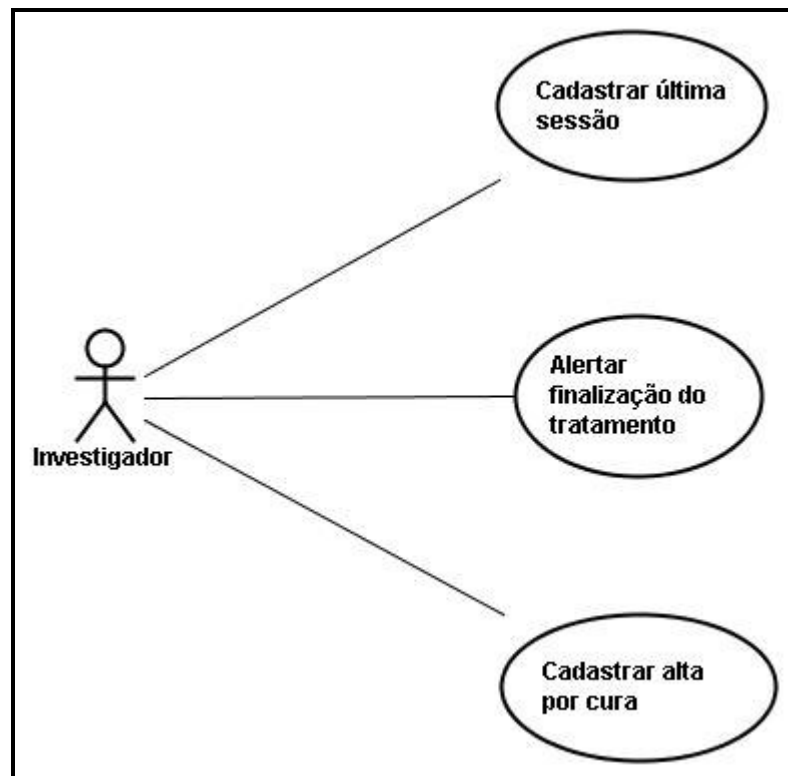 Cadastrar última
sessão
Alertar
finalização do
tratamento
Investigador
Cadastrar alta
por cura